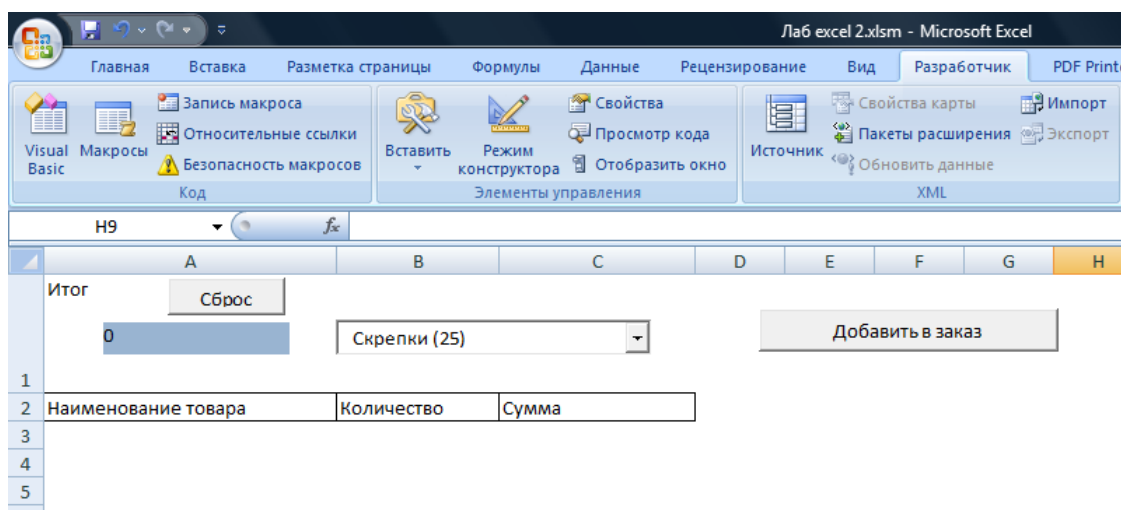 Лаб excel 2.xlsm - Microsoft Excel
Главная Вставка Разметка страницы Формулы Данные Рецензирование Вид Разработчик PDF Print
Visual Basic
Макросы
Запись макроса
Относительные ссылки
Безопасность макросов
Код
Вставить
Режим конструктора
Свойства
Просмотр кода
Отобразить окно
Элементы управления
Источник
Свойства карты
Пакеты расширения
Обновить данные
Импорт
Экспорт
XML
H9 fx
A B C D E F G H
Итог Сброс
0 Скрепки (25) Добавить в заказ
1
2 Наименование товара Количество Сумма
3
4
5